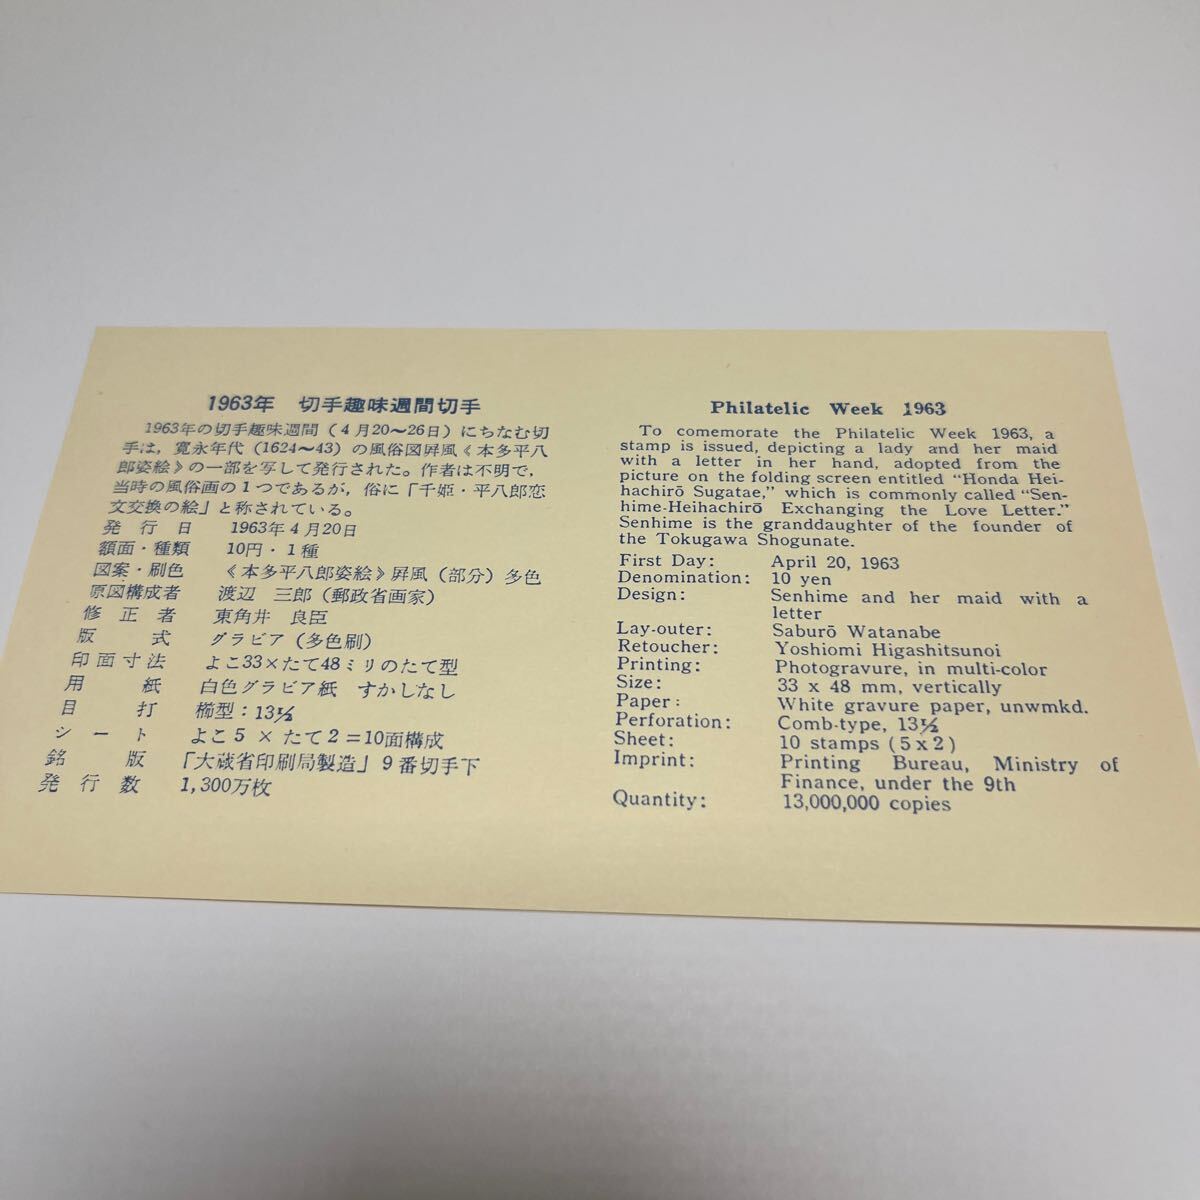 1963年　切手趣味週間切手
1963年の切手趣味週間(4月20～26日)にちなむ切
手は，寛永年代(1624～43)の風俗図屏風《本多平八
郎姿絵》の一部を写して発行された。作者は不明で，
当時の風俗画の1つであるが，俗に「千姫・平八郎恋
文交換の絵」と称されている。
発行日　1963年4月20日
額面・種類　10円・1種
図案・刷色　《本多平八郎姿絵》屏風(部分)多色
原図構成者　渡辺　三郎(郵政省画家)
修正者　東角井　良臣
版式　グラビア(多色刷)
印面寸法　よこ33×たて48ミリのたて型
用紙　白色グラビア紙　すかしなし
目打　櫛型：13½
シート　よこ5×たて2＝10面構成
銘版　「大蔵省印刷局製造」9番切手下
発行数　1,300万枚
Philatelic Week 1963
To comemorate the Philatelic Week 1963, a
stamp is issued, depicting a lady and her maid
with a letter in her hand, adopted from the
picture on the folding screen entitled "Honda Hei-
hachirō Sugatae," which is commonly called "Sen-
hime-Heihachirō Exchanging the Love Letter."
Senhime is the granddaughter of the founder of
the Tokugawa Shogunate.
First Day: April 20, 1963
Denomination: 10 yen
Design: Senhime and her maid with a
letter
Lay-outer: Saburō Watanabe
Retoucher: Yoshiomi Higashitsunoi
Printing: Photogravure, in multi-color
Size: 33 x 48 mm, vertically
Paper: White gravure paper, unwmkd.
Perforation: Comb-type, 13½
Sheet: 10 stamps (5x2)
Imprint: Printing Bureau, Ministry of
Finance, under the 9th
Quantity: 13,000,000 copies